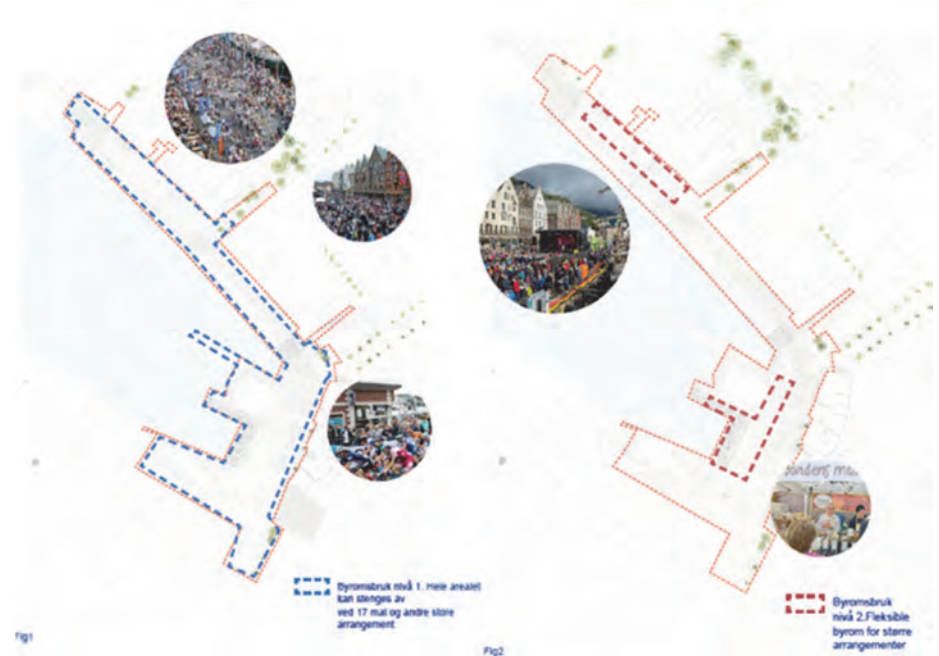 Byromsbruk nivå 1. Hele arealet
kan stenges av
ved 17 mai og andre store
arrangement
Fig1
Byromsbruk
nivå 2.Fleksible
byrom for større
arrangementer
Fig2